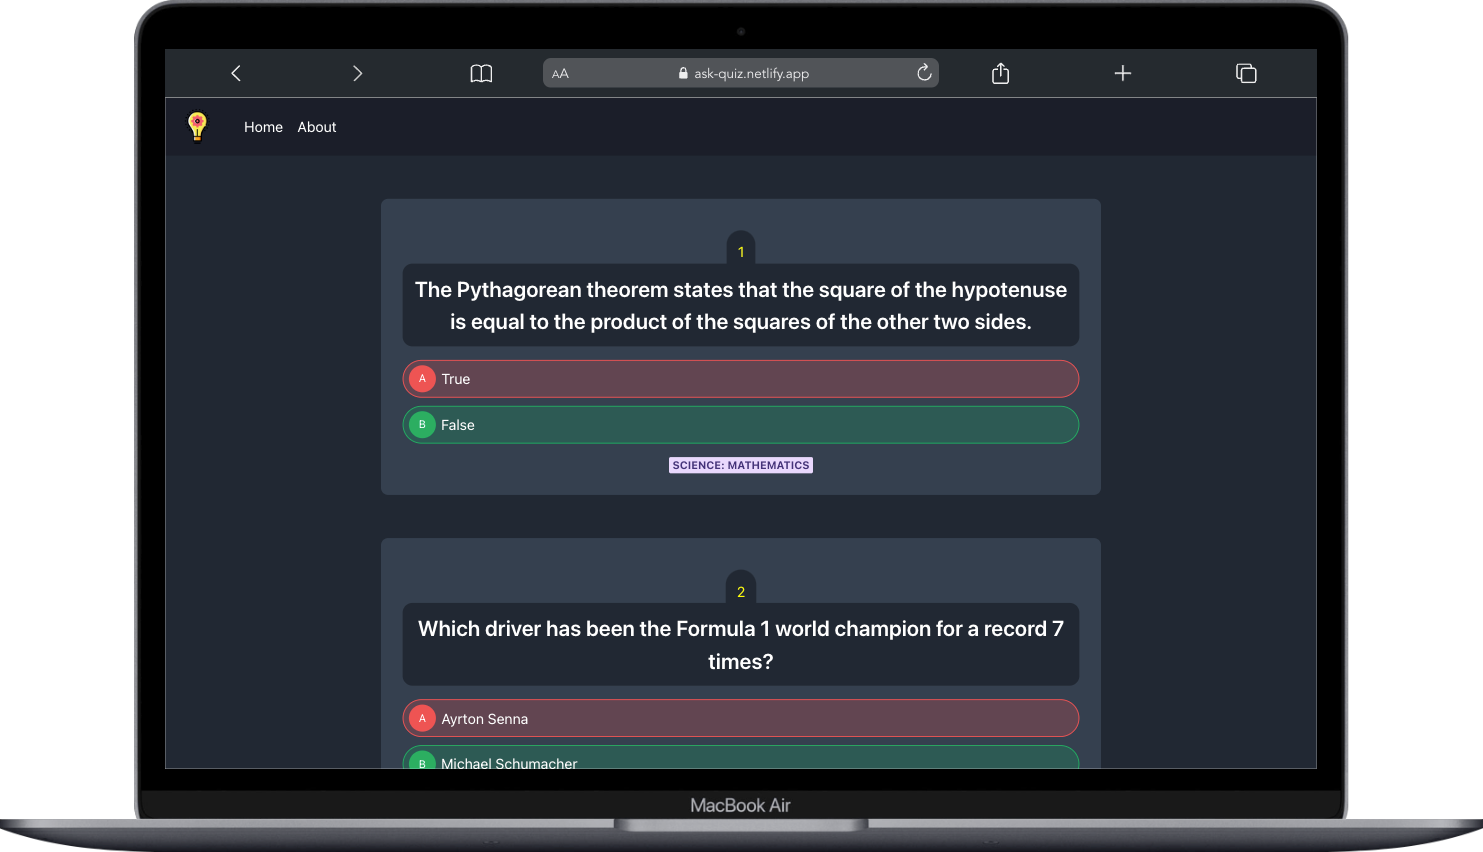 AA ask-quiz.netlify.app
Home About
1
The Pythagorean theorem states that the square of the hypotenuse
is equal to the product of the squares of the other two sides.
A True
B False
SCIENCE: MATHEMATICS
2
Which driver has been the Formula 1 world champion for a record 7
times?
A Ayrton Senna
B Michael Schumacher
MacBook Air